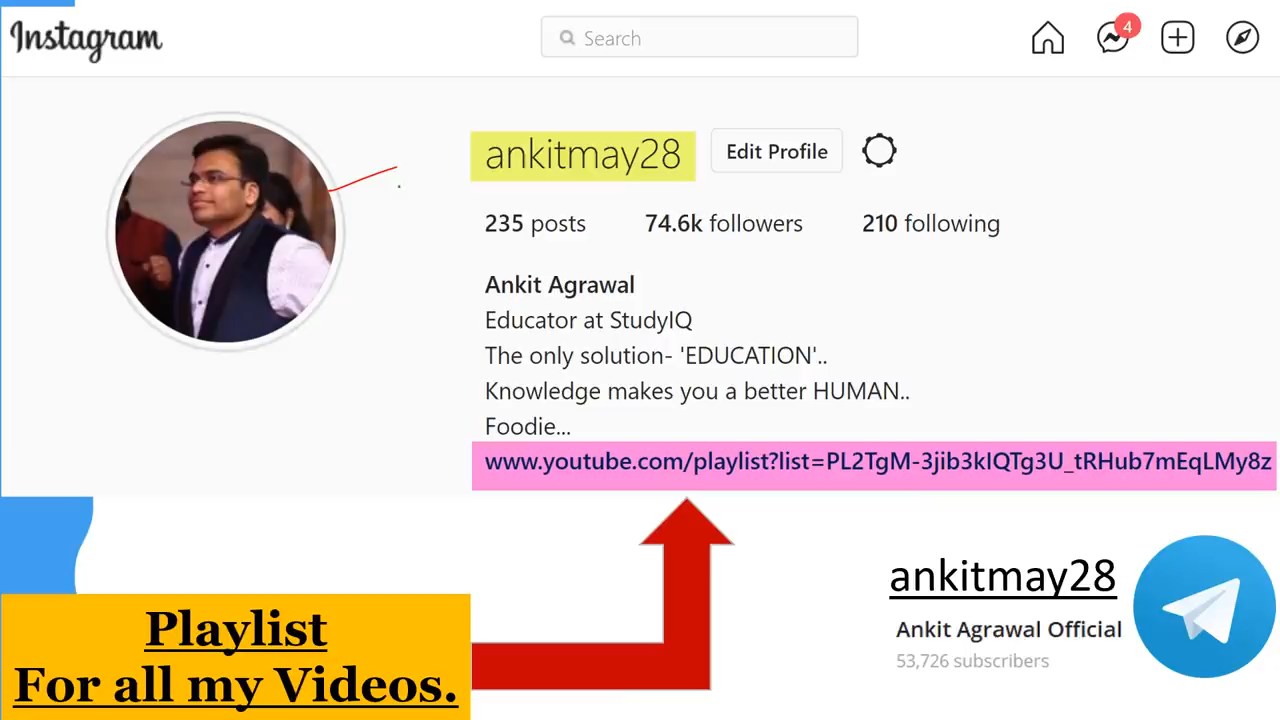 Instagram
Search
4
ankitmay28
Edit Profile
235 posts 74.6k followers 210 following
Ankit Agrawal
Educator at StudyIQ
The only solution- 'EDUCATION'..
Knowledge makes you a better HUMAN..
Foodie...
www.youtube.com/playlist?list=PL2TgM-3jib3kIQTg3U_tRHub7mEqLMy8z
ankitmay28
Ankit Agrawal Official
53,726 subscribers
Playlist
For all my Videos.